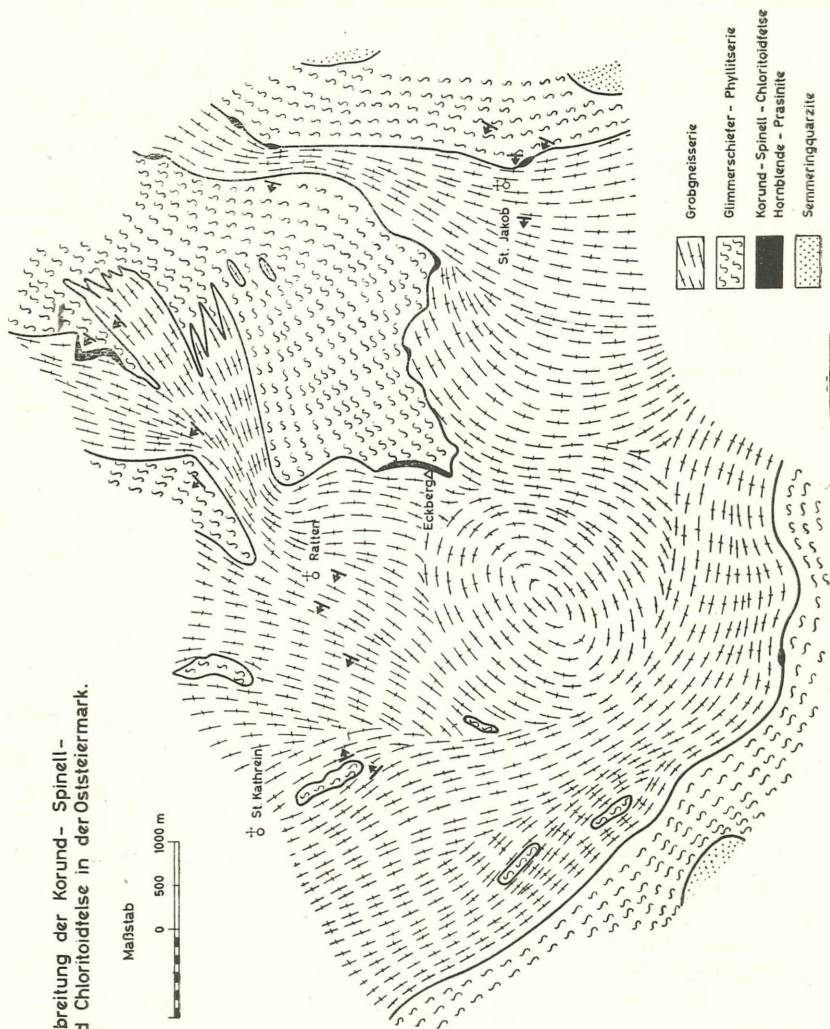 breitung der Korund- Spinell-
d Chloritoidfelse in der Oststeiermark.
Maßstab
0 500 1000 m
St. Kathrein
Ratten
Eckberg
St. Jakob
Grobgneisserie
Glimmerschiefer - Phyllitserie
Korund - Spinell - Chloritoidfelse
Hornblende - Prasinite
Semmeringquarzite